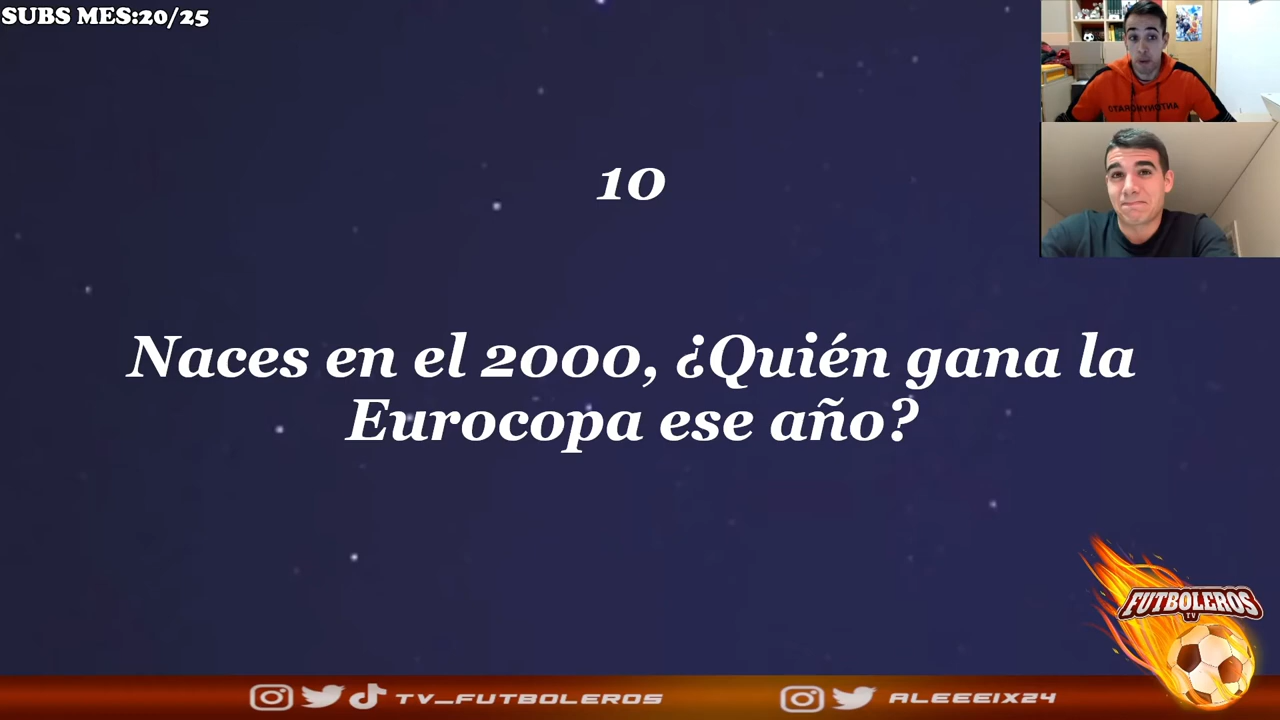 SUBS MES:20/25
10
Naces en el 2000, ¿Quién gana la
Eurocopa ese año?
FUTBOLEROS
TV
TV_FUTBOLEROS
ALEEEIX24